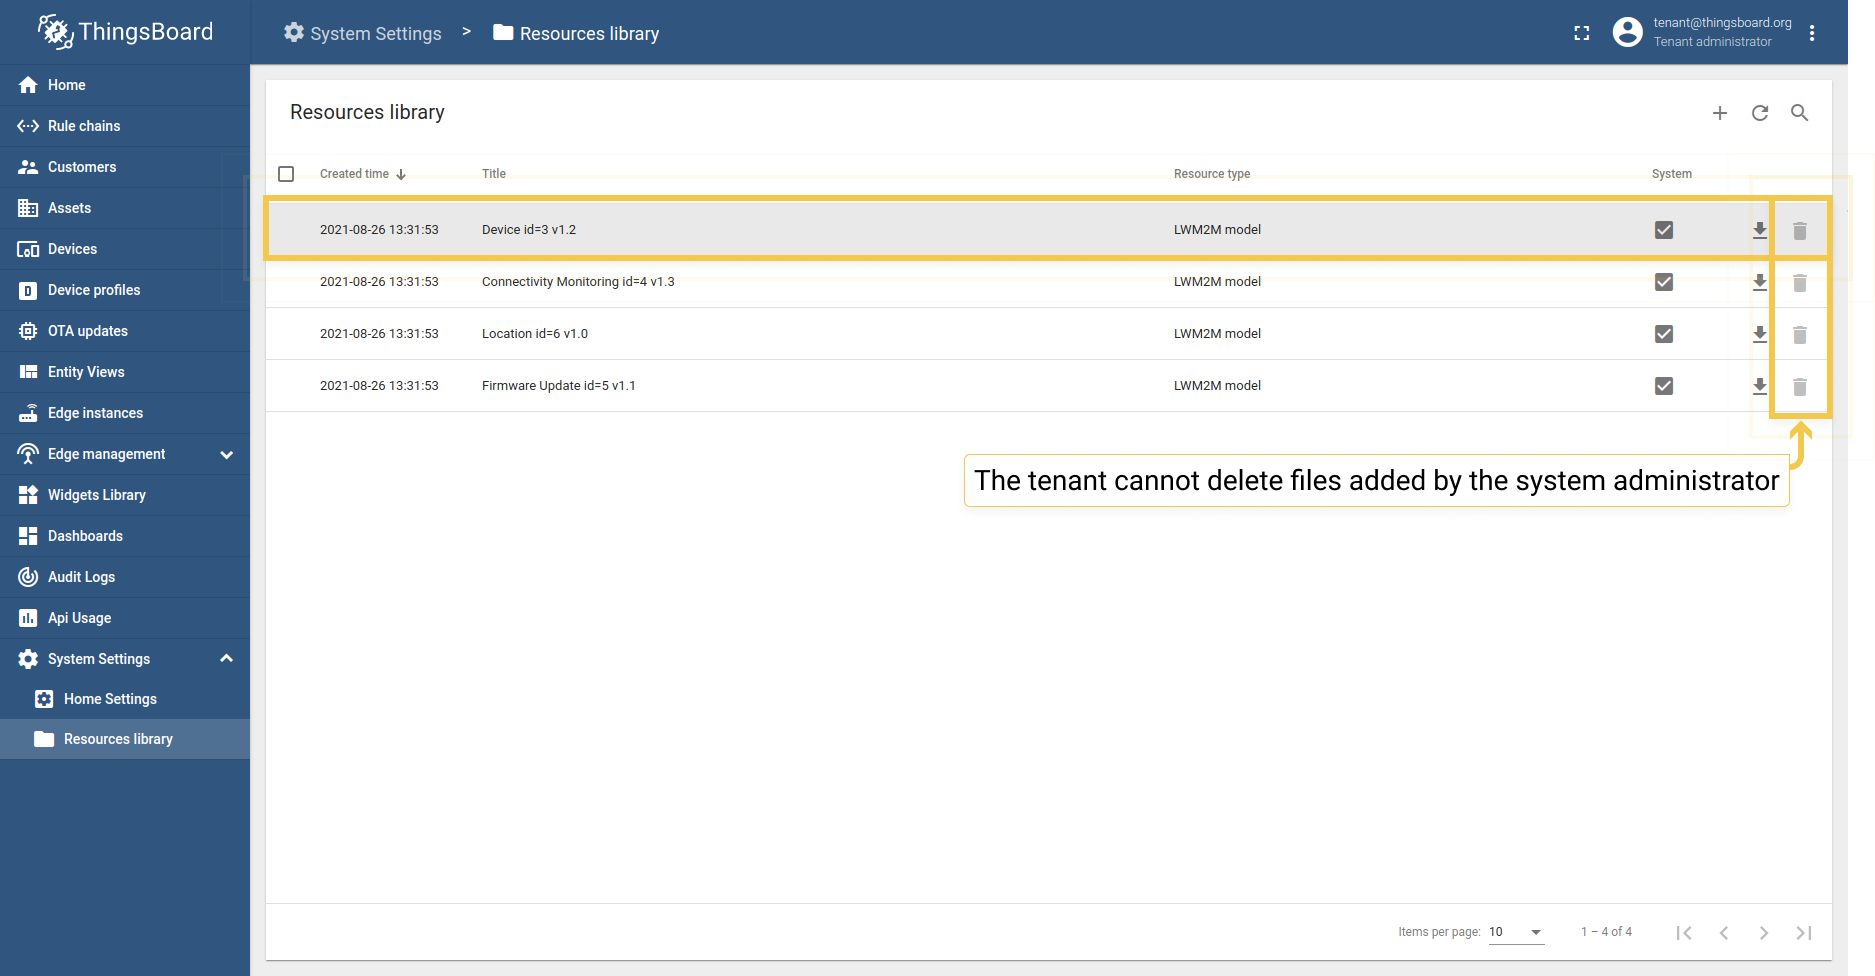 ThingsBoard
System Settings > Resources library
tenant@thingsboard.org
Tenant administrator
Home
Rule chains
Customers
Assets
Devices
Device profiles
OTA updates
Entity Views
Edge instances
Edge management
Widgets Library
Dashboards
Audit Logs
Api Usage
System Settings
Home Settings
Resources library
Resources library
Created time Title Resource type System
2021-08-26 13:31:53 Device id=3 v1.2 LWM2M model
2021-08-26 13:31:53 Connectivity Monitoring id=4 v1.3 LWM2M model
2021-08-26 13:31:53 Location id=6 v1.0 LWM2M model
2021-08-26 13:31:53 Firmware Update id=5 v1.1 LWM2M model
The tenant cannot delete files added by the system administrator
Items per page: 10 1 – 4 of 4